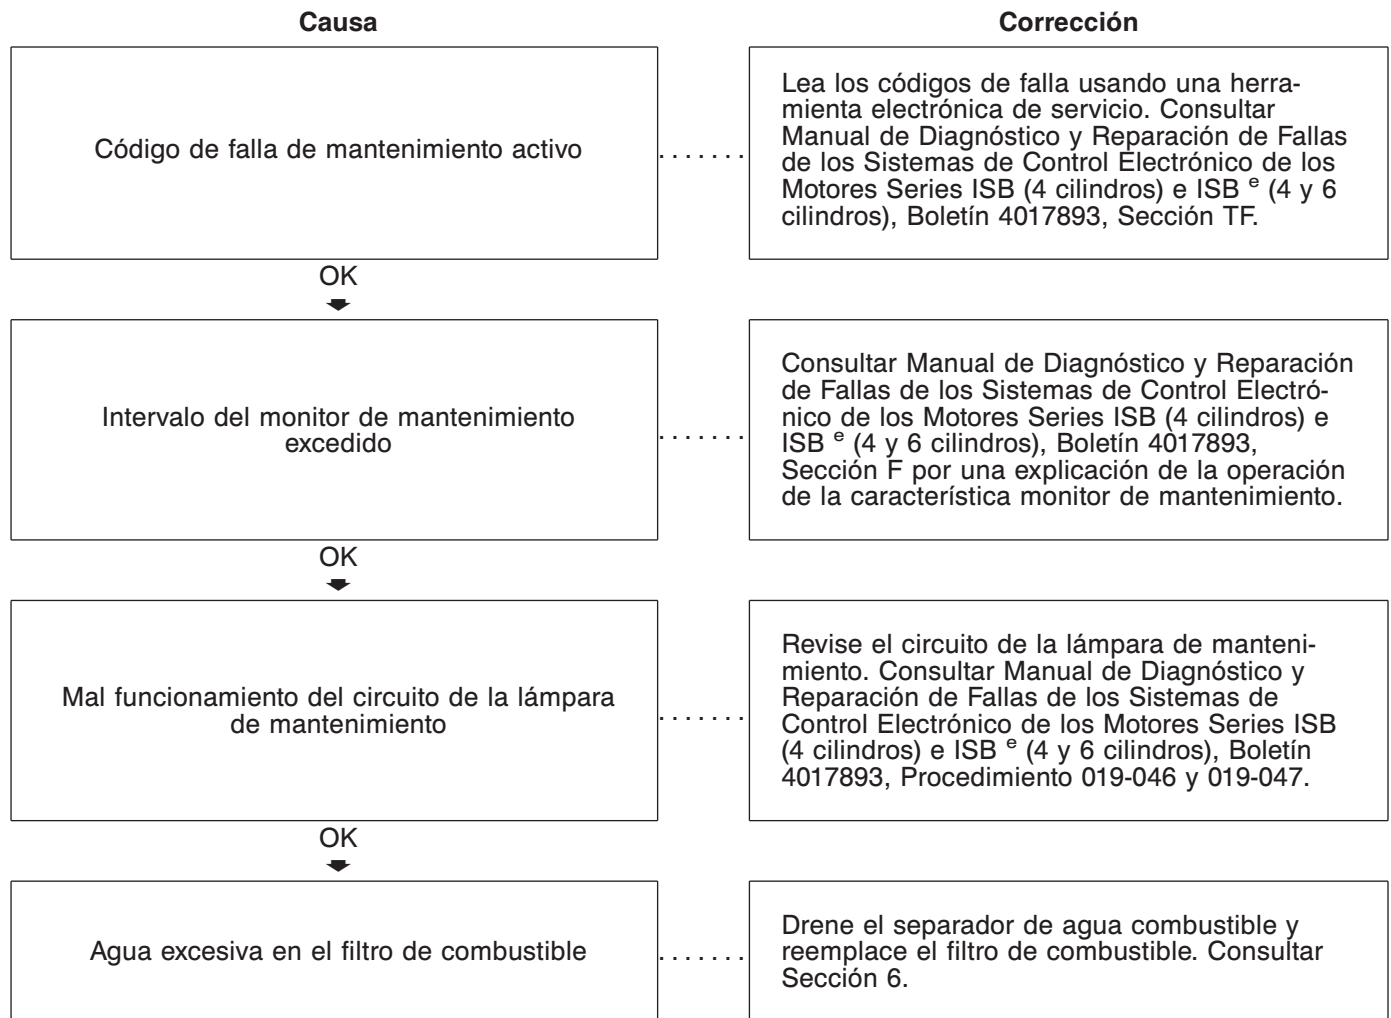 Causa
Corrección
Código de falla de mantenimiento activo
. . . . . . .
Lea los códigos de falla usando una herra-
mienta electrónica de servicio. Consultar
Manual de Diagnóstico y Reparación de Fallas
de los Sistemas de Control Electrónico de los
Motores Series ISB (4 cilindros) e ISB e (4 y 6
cilindros), Boletín 4017893, Sección TF.
OK
Intervalo del monitor de mantenimiento
excedido
. . . . . . .
Consultar Manual de Diagnóstico y Reparación
de Fallas de los Sistemas de Control Electró-
nico de los Motores Series ISB (4 cilindros) e
ISB e (4 y 6 cilindros), Boletín 4017893,
Sección F por una explicación de la operación
de la característica monitor de mantenimiento.
OK
Mal funcionamiento del circuito de la lámpara
de mantenimiento
. . . . . . .
Revise el circuito de la lámpara de manteni-
miento. Consultar Manual de Diagnóstico y
Reparación de Fallas de los Sistemas de
Control Electrónico de los Motores Series ISB
(4 cilindros) e ISB e (4 y 6 cilindros), Boletín
4017893, Procedimiento 019-046 y 019-047.
OK
Agua excesiva en el filtro de combustible
. . . . . . .
Drene el separador de agua combustible y
reemplace el filtro de combustible. Consultar
Sección 6.